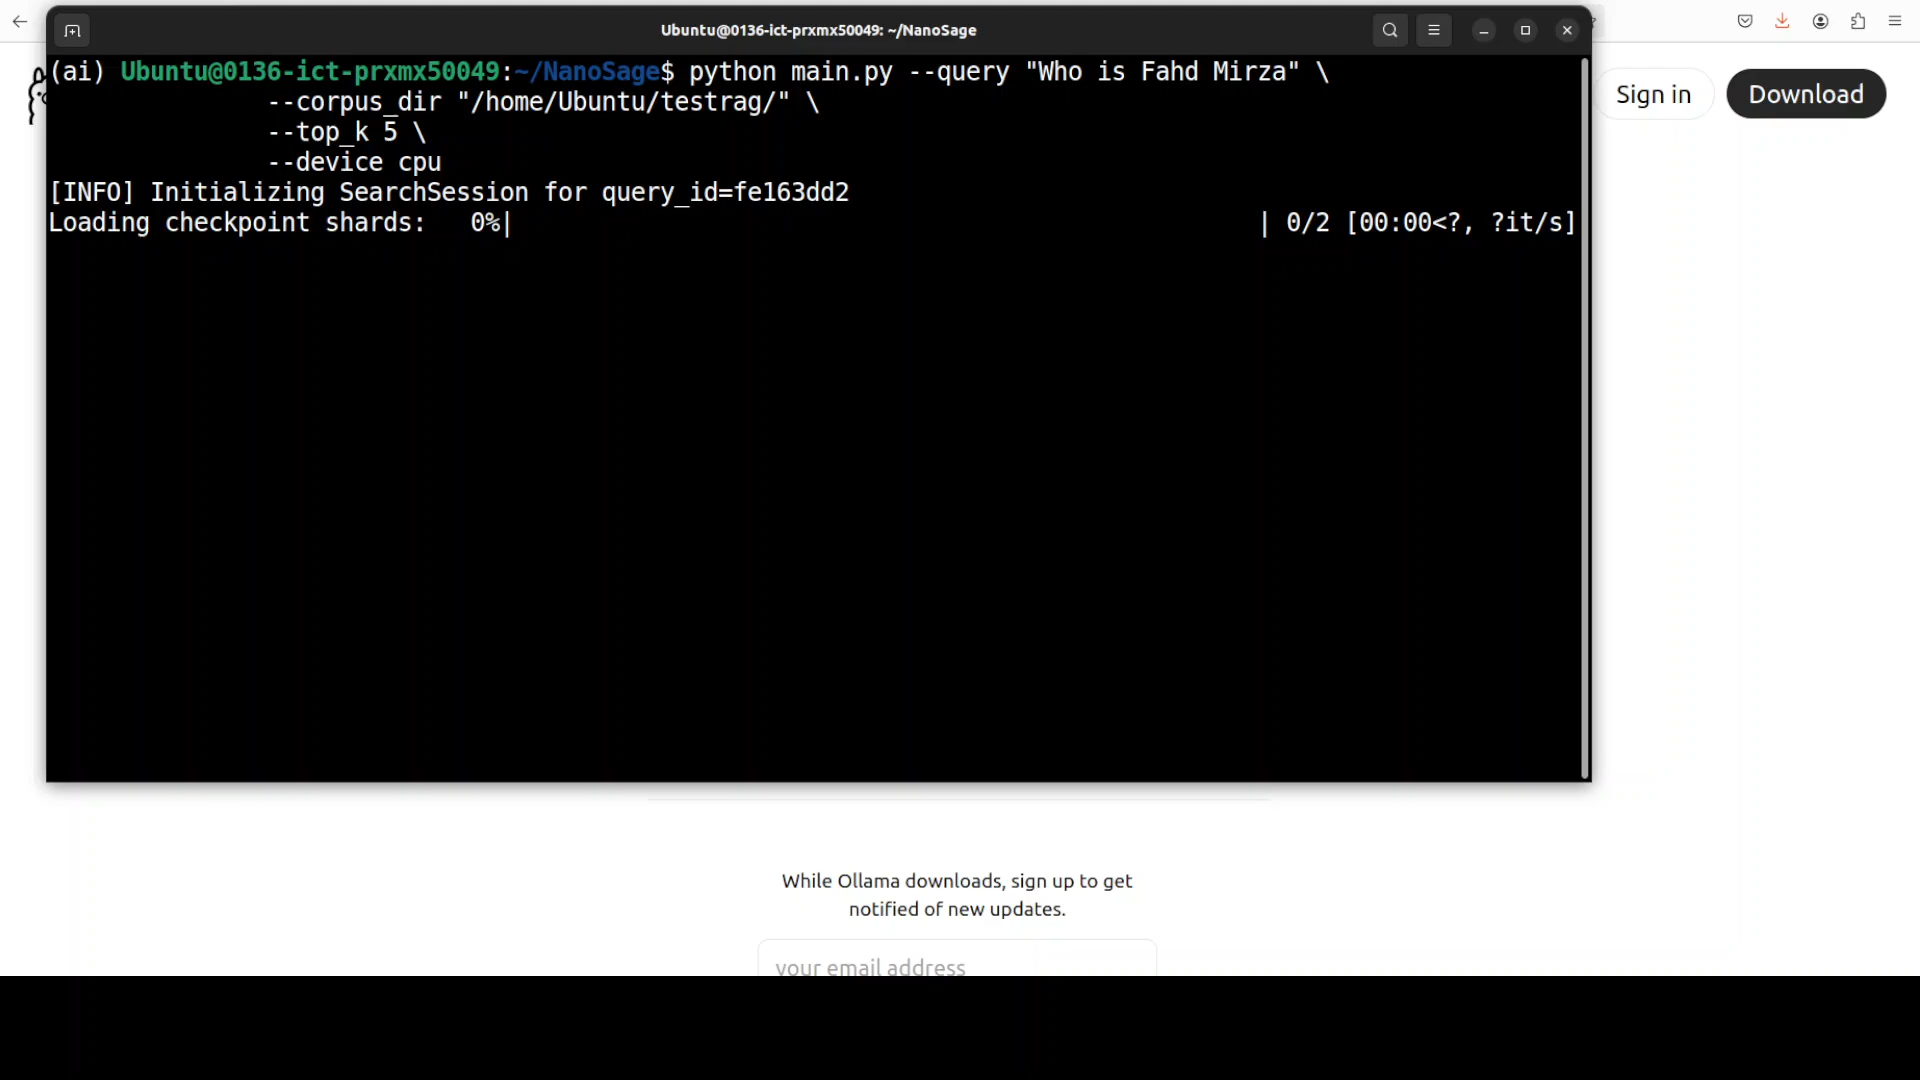 Ubuntu@0136-ict-prxmx50049: ~/NanoSage
(ai) Ubuntu@0136-ict-prxmx50049:~/NanoSage$ python main.py --query "Who is Fahd Mirza" \
--corpus_dir "/home/Ubuntu/testrag/" \
--top_k 5 \
--device cpu
[INFO] Initializing SearchSession for query_id=fe163dd2
Loading checkpoint shards:   0%|                                                    | 0/2 [00:00<?, ?it/s]
Sign in
Download
While Ollama downloads, sign up to get
notified of new updates.
your email address